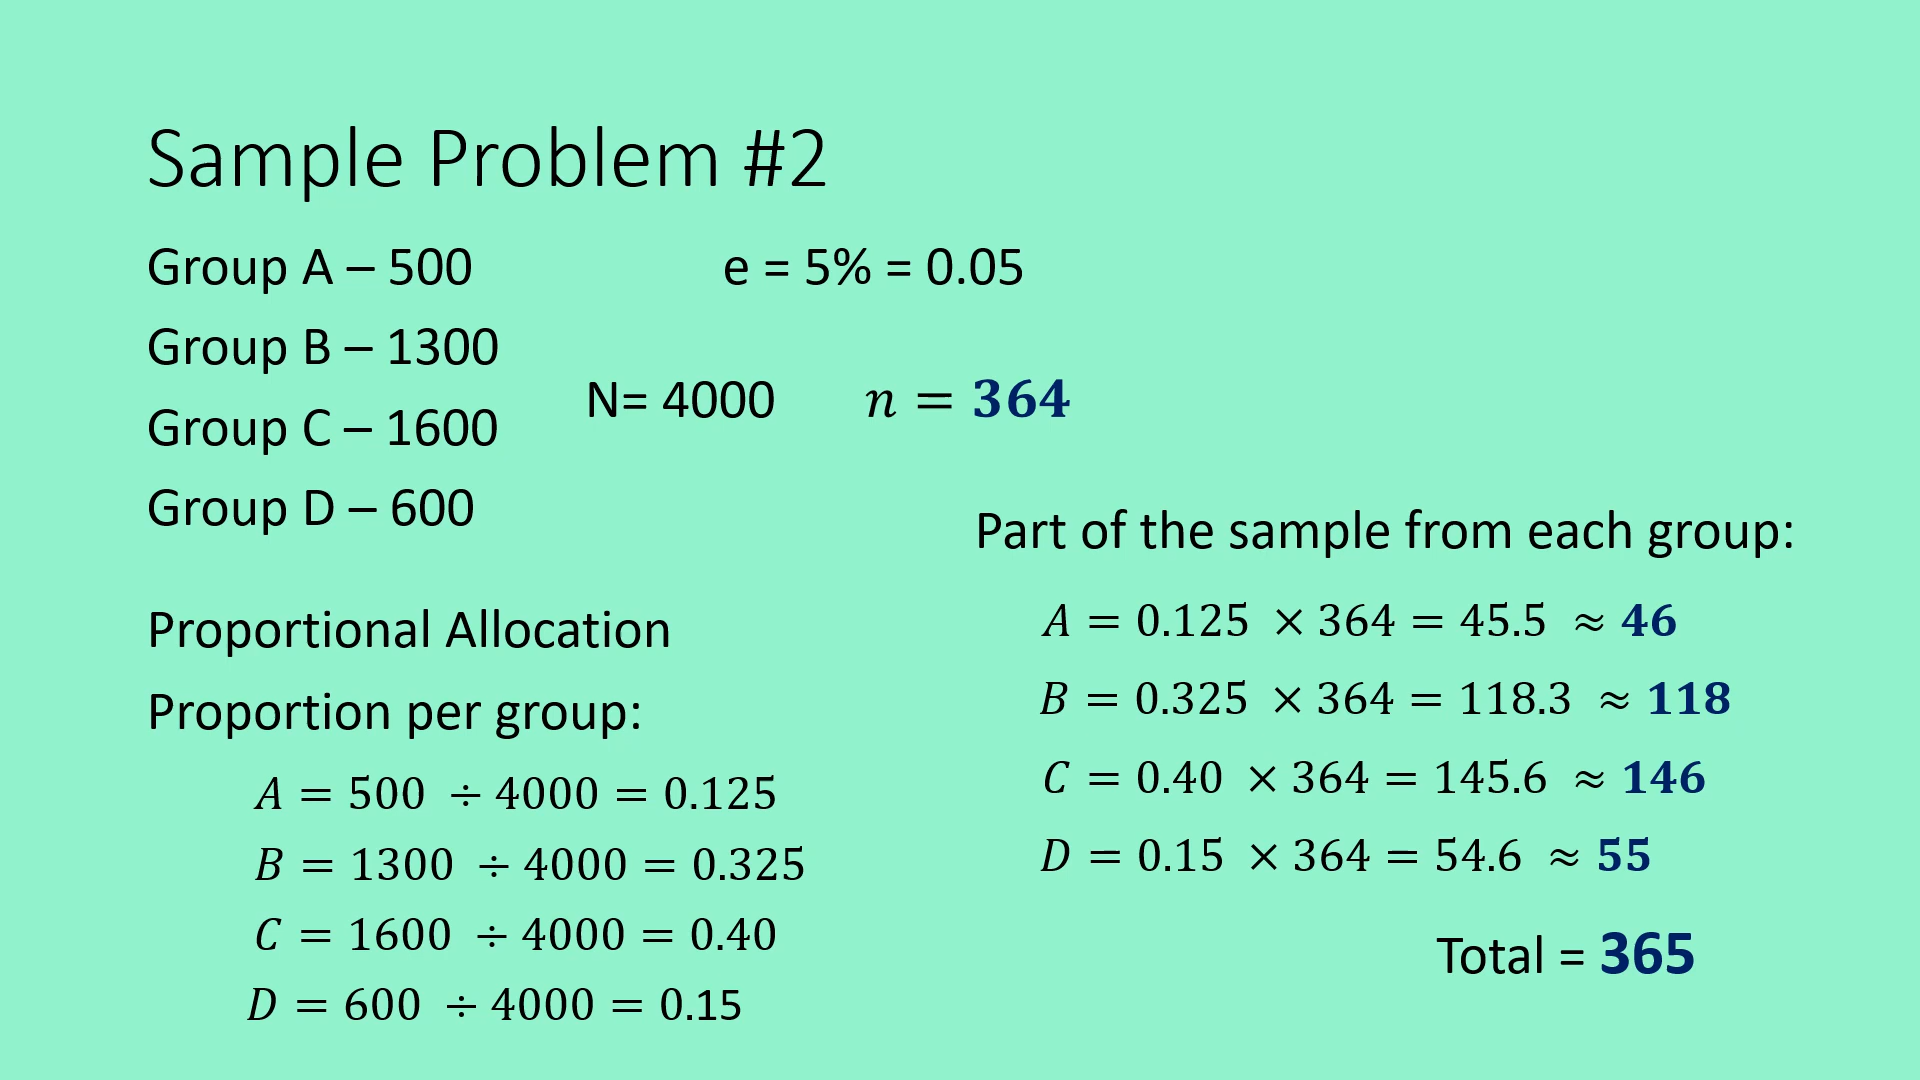 Sample Problem #2
Group A – 500
e = 5% = 0.05
Group B – 1300
Group C – 1600
N= 4000
n = 364
Group D – 600
Proportional Allocation
Proportion per group:
A = 500 ÷ 4000 = 0.125
B = 1300 ÷ 4000 = 0.325
C = 1600 ÷ 4000 = 0.40
D = 600 ÷ 4000 = 0.15
Part of the sample from each group:
A = 0.125 × 364 = 45.5 ≈ 46
B = 0.325 × 364 = 118.3 ≈ 118
C = 0.40 × 364 = 145.6 ≈ 146
D = 0.15 × 364 = 54.6 ≈ 55
Total = 365